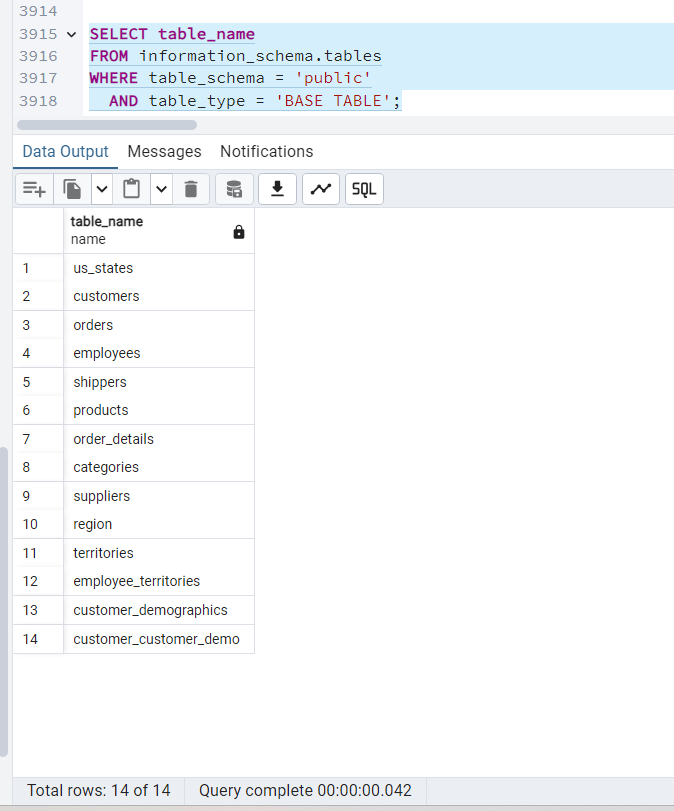 3914
3915 SELECT table_name
3916 FROM information_schema.tables
3917 WHERE table_schema = 'public'
3918 AND table_type = 'BASE TABLE';
Data Output Messages Notifications
SQL
table_name
name
1 us_states
2 customers
3 orders
4 employees
5 shippers
6 products
7 order_details
8 categories
9 suppliers
10 region
11 territories
12 employee_territories
13 customer_demographics
14 customer_customer_demo
Total rows: 14 of 14 Query complete 00:00:00.042